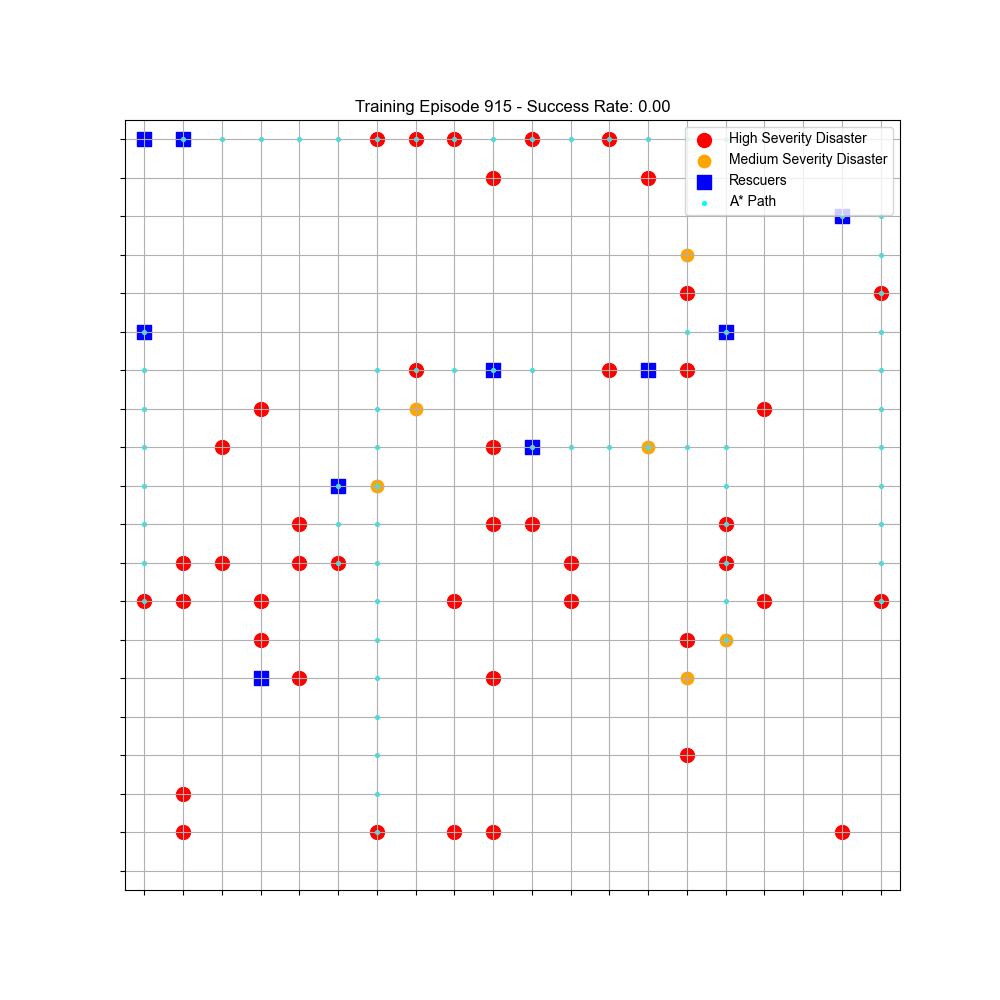 Training Episode 915 - Success Rate: 0.00
High Severity Disaster
Medium Severity Disaster
Rescuers
A* Path